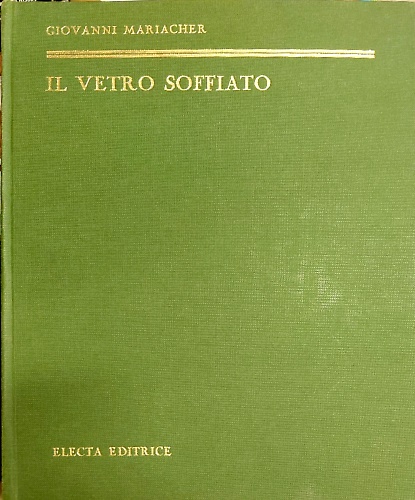 GIOVANNI MARIACHER
IL VETRO SOFFIATO
ELECTA EDITRICE